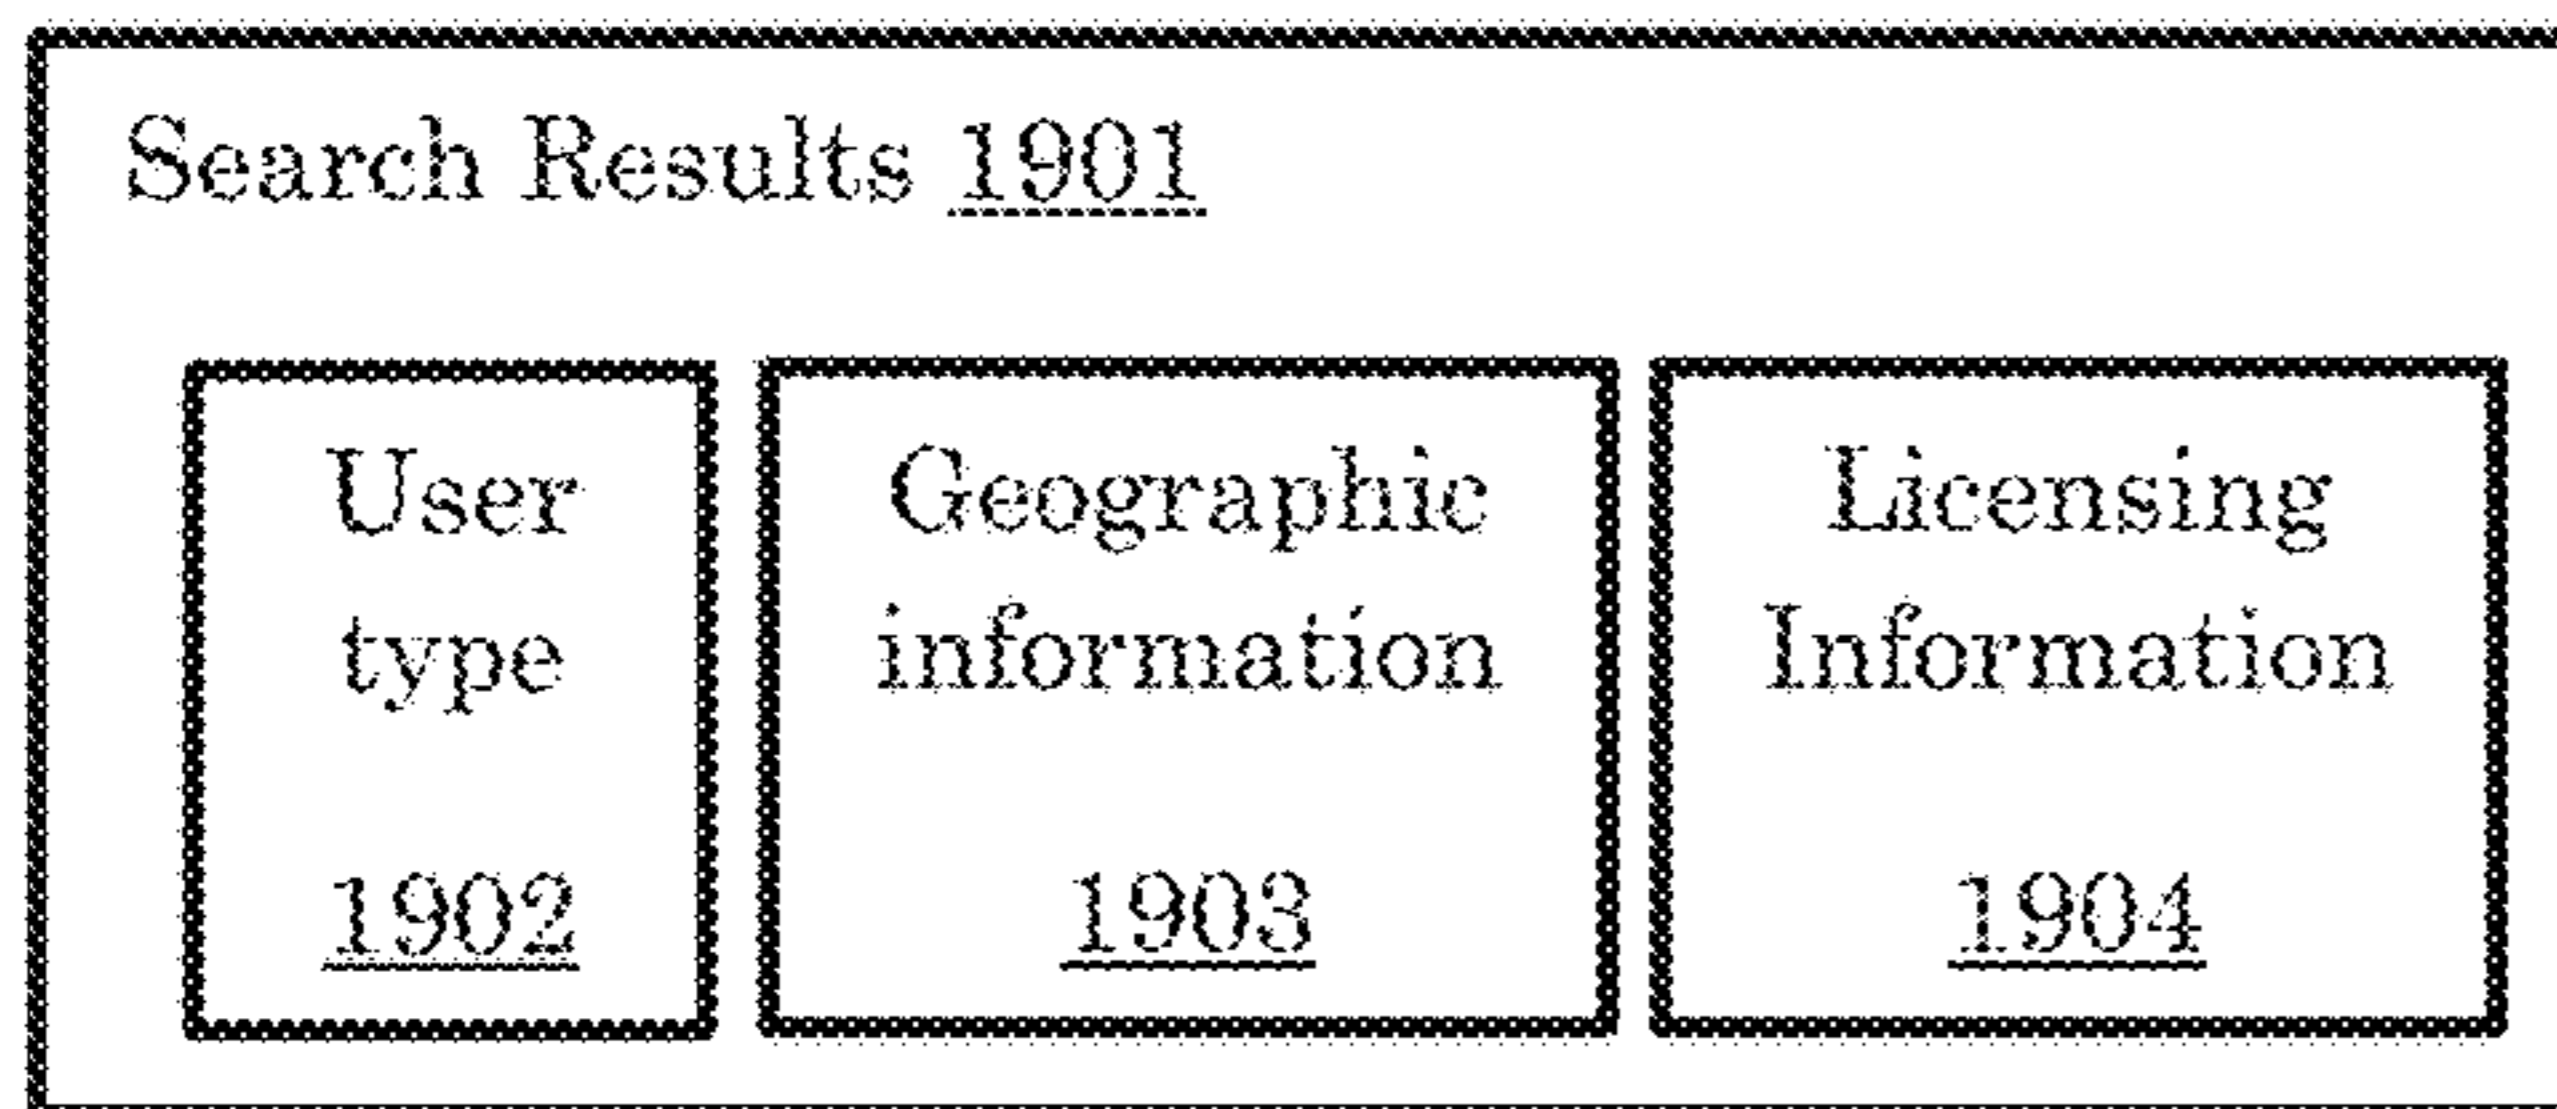 Search Results 1901
User
type
1902
Geographic
information
1903
Licensing
Information
1904